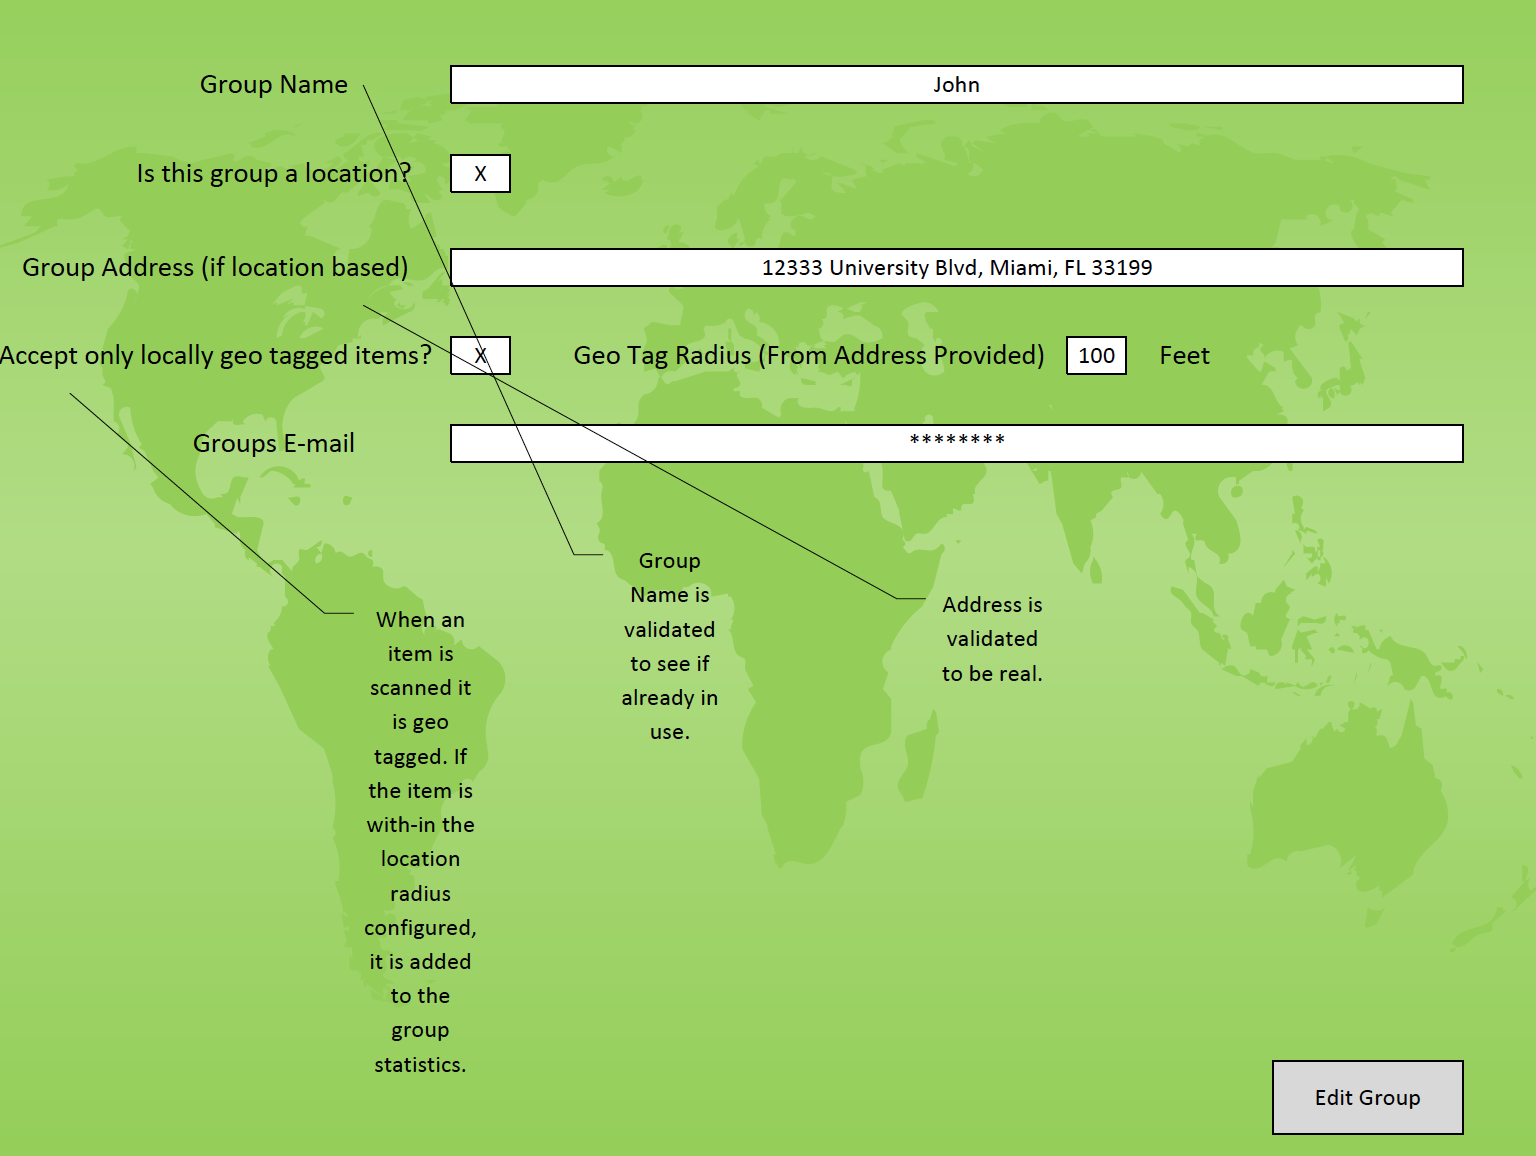 Group Name
John
Is this group a location?
X
Group Address (if location based)
12333 University Blvd, Miami, FL 33199
Accept only locally geo tagged items?
X
Geo Tag Radius (From Address Provided)
100
Feet
Groups E-mail
********
When an
item is
scanned it
is geo
tagged. If
the item is
with-in the
location
radius
configured,
it is added
to the
group
statistics.
Group
Name is
validated
to see if
already in
use.
Address is
validated
to be real.
Edit Group